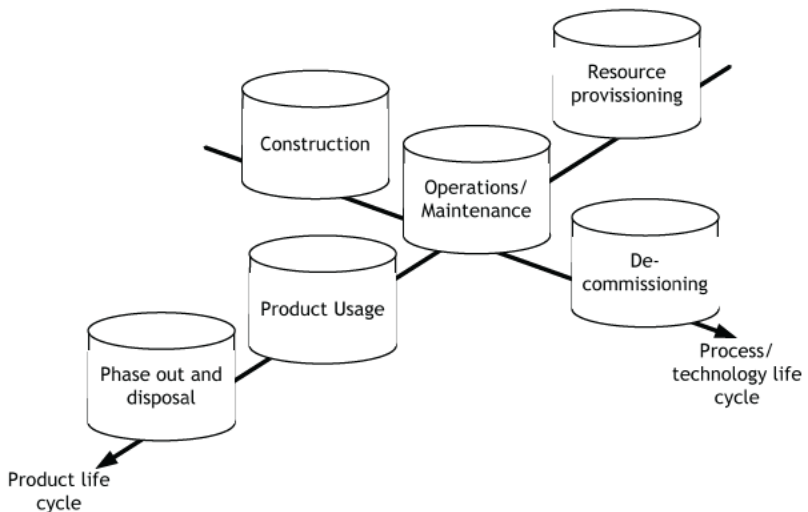 Resource
provissioning
Construction
Operations/
Maintenance
De-
commissioning
Product Usage
Process/
technology life
cycle
Phase out and
disposal
Product life
cycle